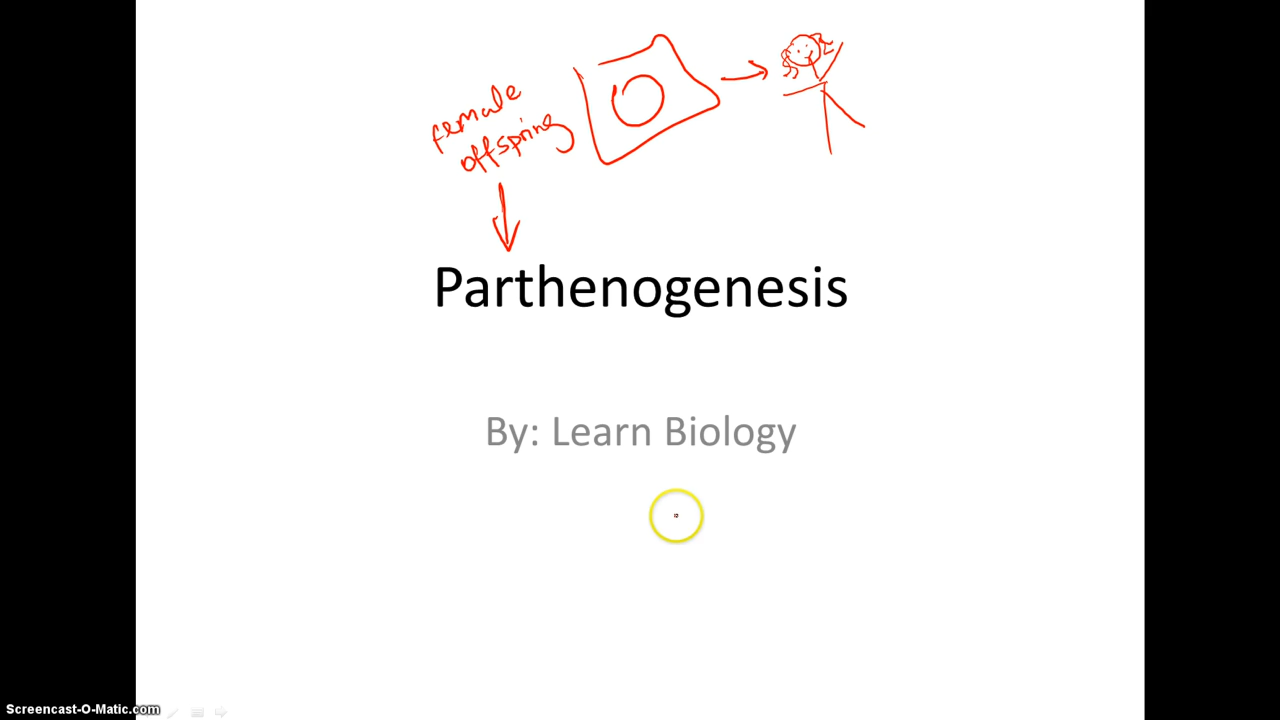 female
offspring
Parthenogenesis
By: Learn Biology
Screencast-O-Matic.com